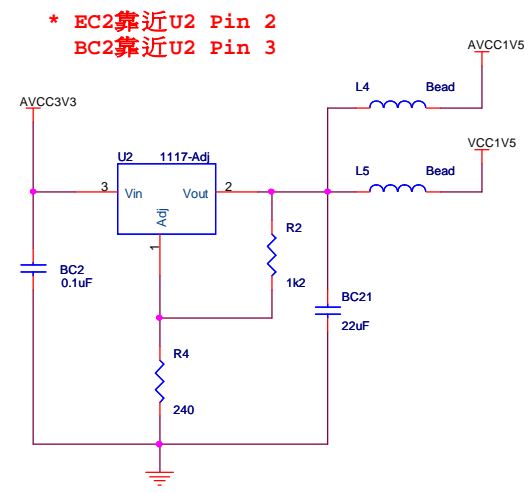 * EC2靠近U2 Pin 2
BC2靠近U2 Pin 3
AVCC1V5
L4 Bead
AVCC3V3
VCC1V5
U2 1117-Adj
L5 Bead
3 Vin Vout 2
Adj
1
R2
BC2
0.1uF
1k2
BC21
22uF
R4
240